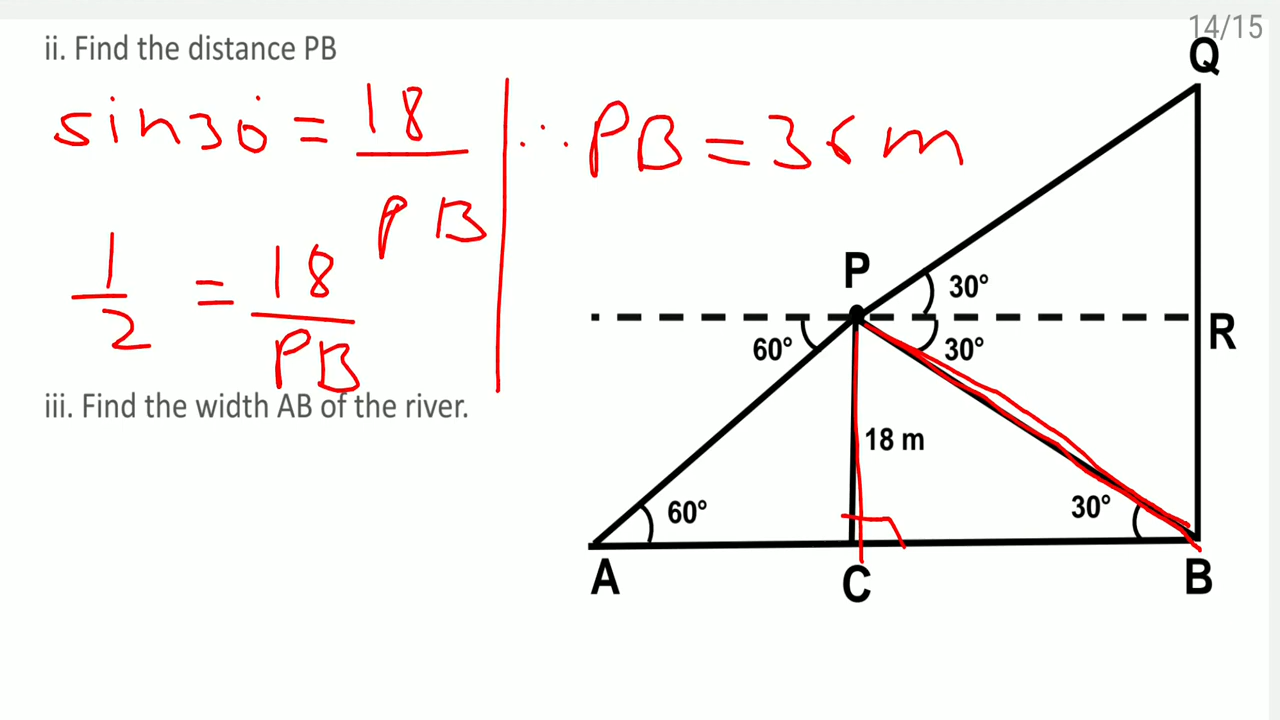 14/15
ii. Find the distance PB
sin30° = 18 / PB
∴ PB = 36 m
1/2 = 18/PB
iii. Find the width AB of the river.
Q
P
30°
60°
30°
R
18 m
60°
30°
A
C
B